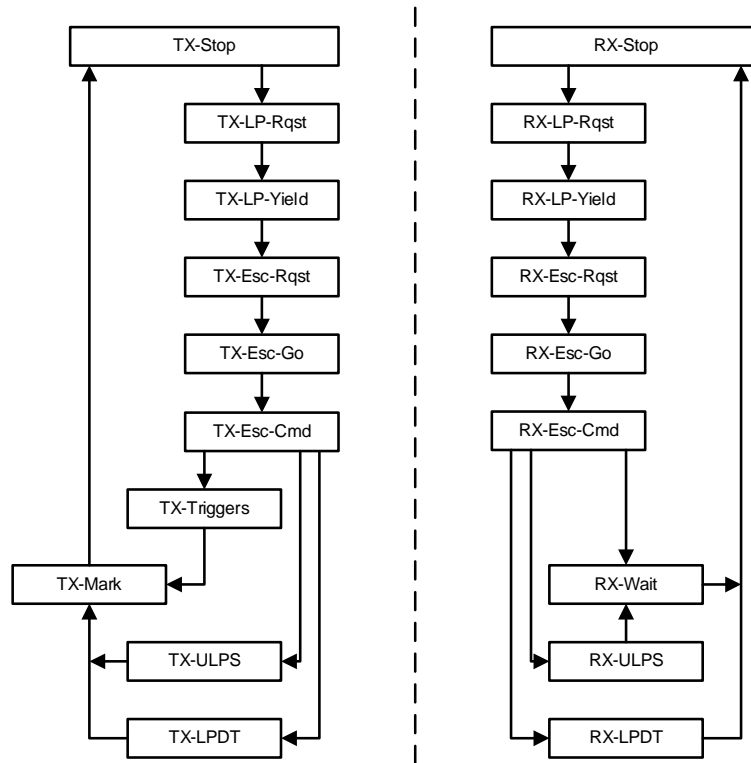 TX-Stop
RX-Stop
TX-LP-Rqst
RX-LP-Rqst
TX-LP-Yield
RX-LP-Yield
TX-Esc-Rqst
RX-Esc-Rqst
TX-Esc-Go
RX-Esc-Go
TX-Esc-Cmd
RX-Esc-Cmd
TX-Triggers
TX-Mark
RX-Wait
TX-ULPS
RX-ULPS
TX-LPDT
RX-LPDT